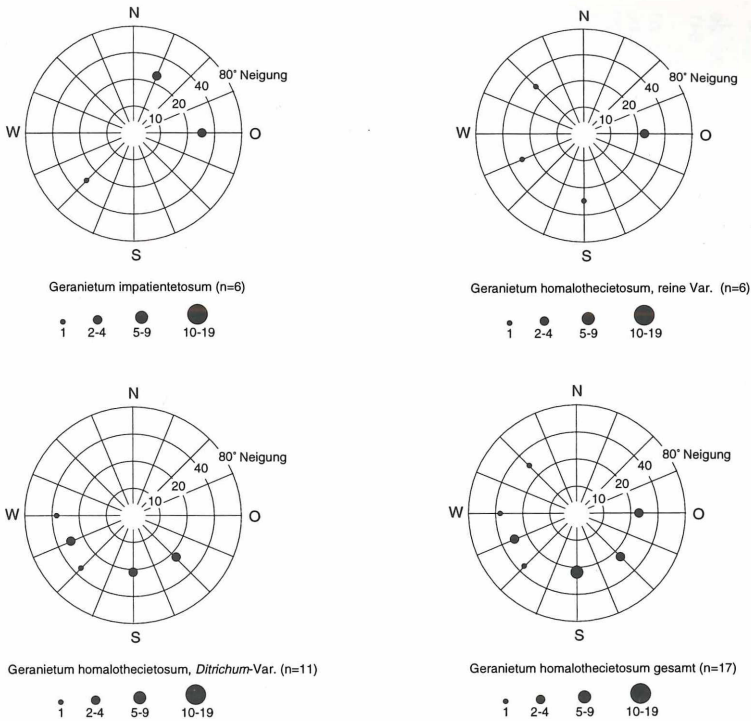 N
80° Neigung
40
20
10
W
O
S
Geranietum impatientetosum (n=6)
1 2-4 5-9 10-19
N
80° Neigung
40
20
10
W
O
S
Geranietum homalothecietosum, reine Var. (n=6)
1 2-4 5-9 10-19
N
80° Neigung
40
20
10
W
O
S
Geranietum homalothecietosum, Ditrichum-Var. (n=11)
1 2-4 5-9 10-19
N
80° Neigung
40
20
10
W
O
S
Geranietum homalothecietosum gesamt (n=17)
1 2-4 5-9 10-19